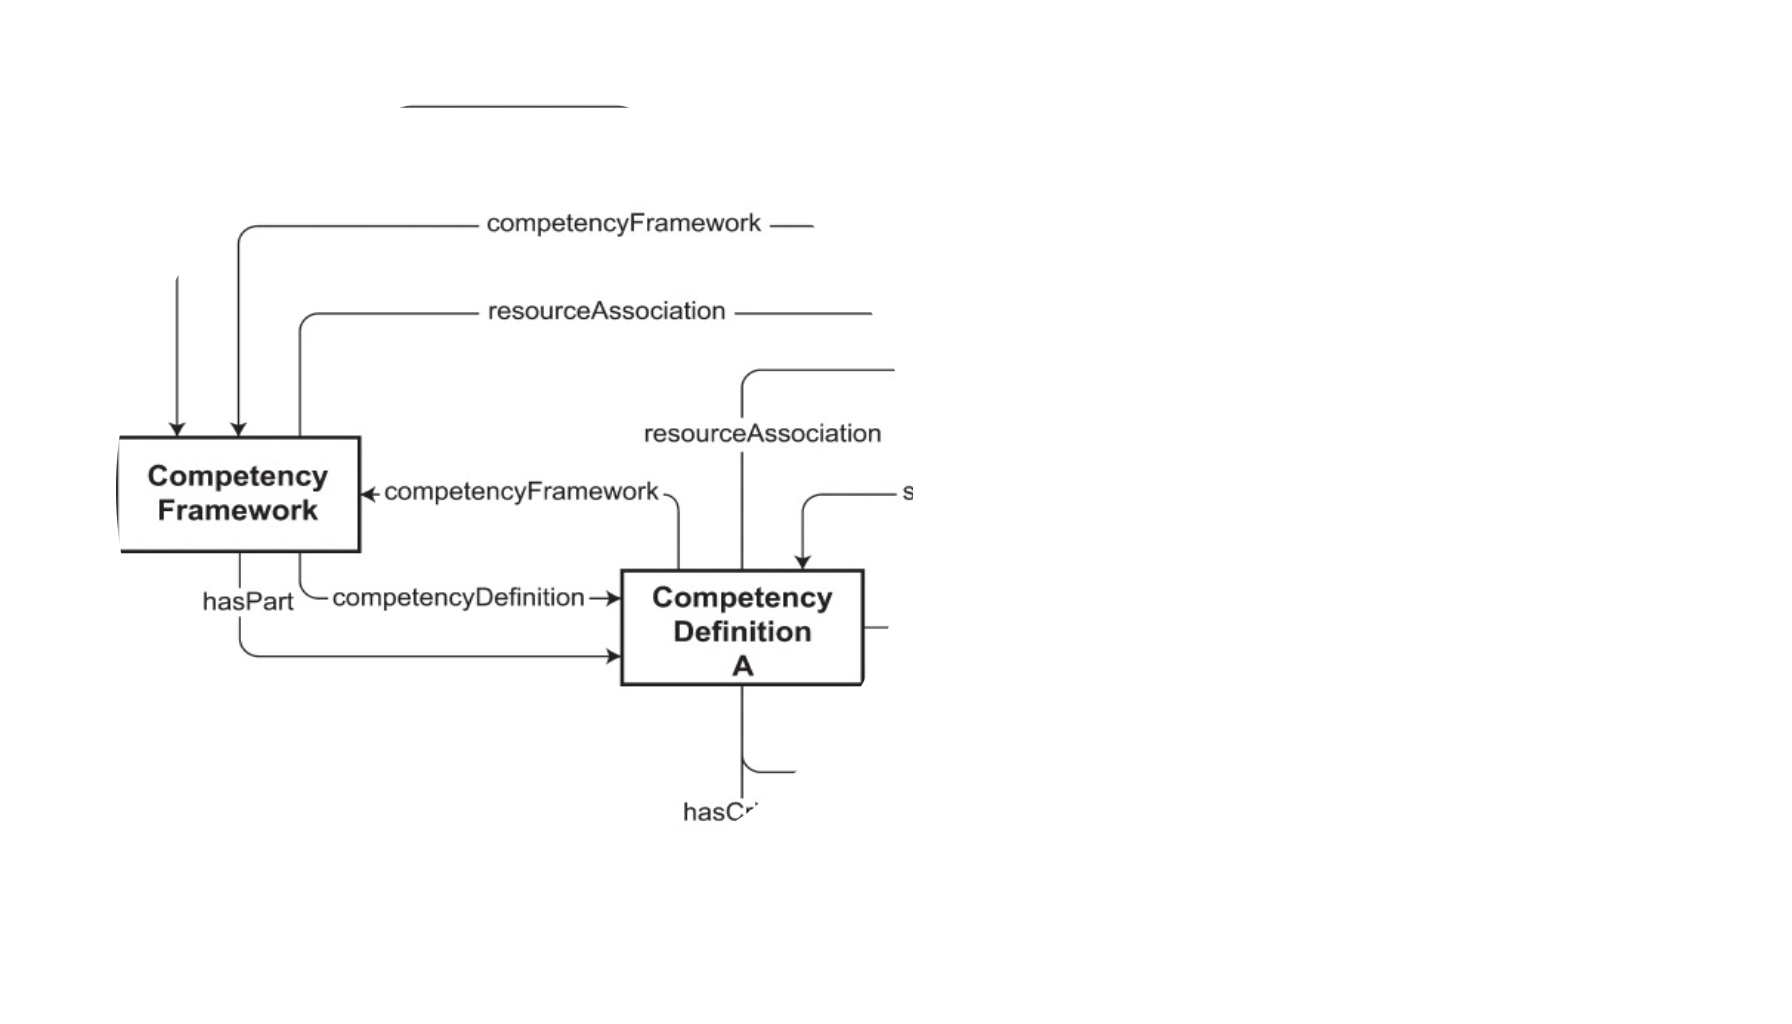 competencyFramework
resourceAssociation
resourceAssociation
Competency
Framework
competencyFramework
hasPart
competencyDefinition
Competency
Definition
A